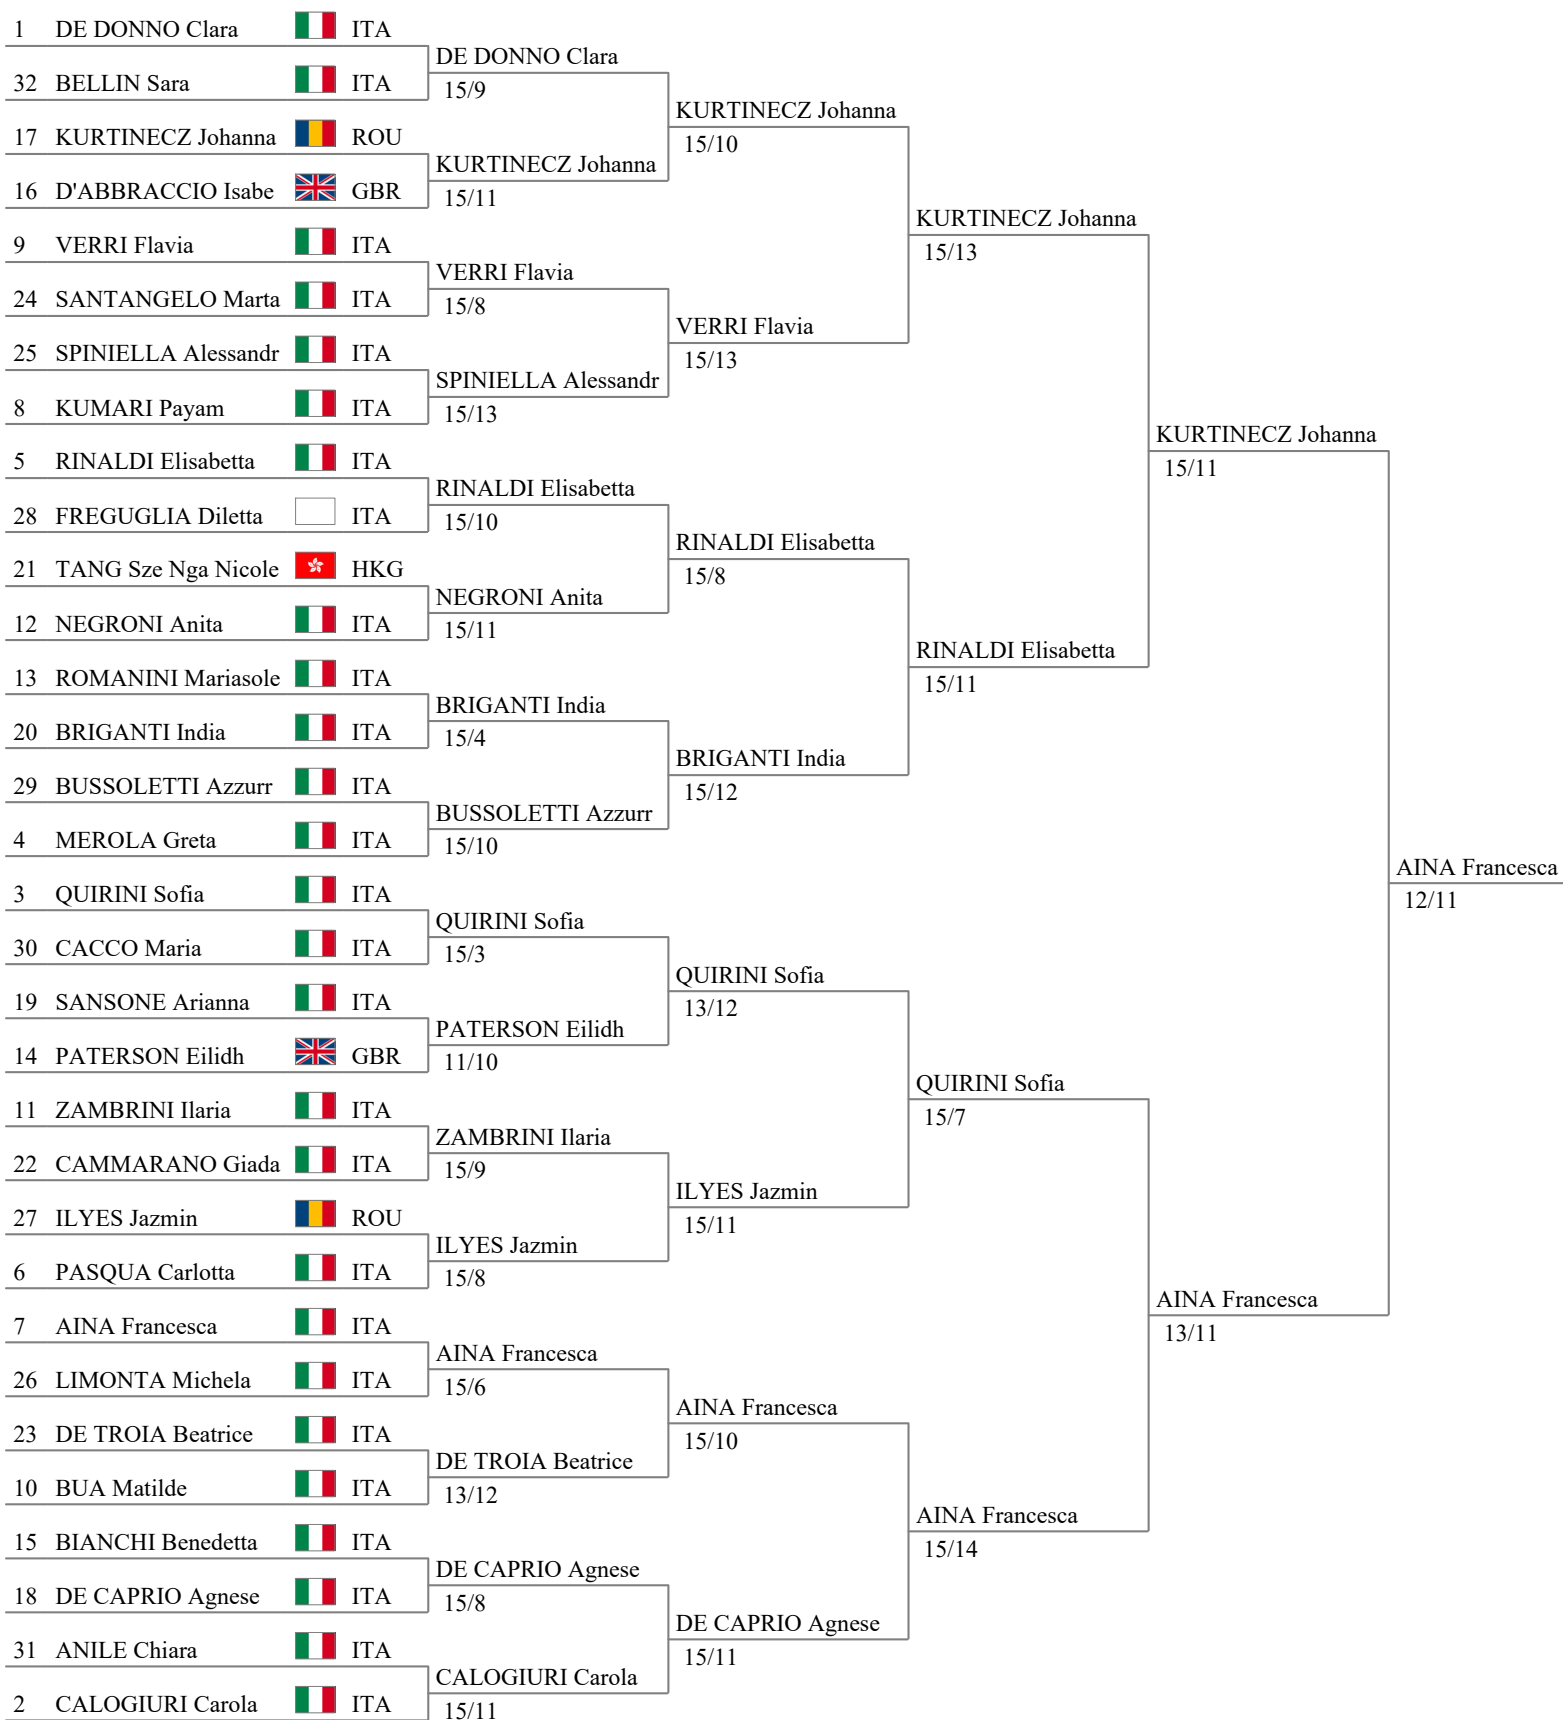 1 DE DONNO Clara ITA
32 BELLIN Sara ITA
17 KURTINECZ Johanna ROU
16 D'ABBRACCIO Isabe GBR
9 VERRI Flavia ITA
24 SANTANGELO Marta ITA
25 SPINIELLA Alessandr ITA
8 KUMARI Payam ITA
5 RINALDI Elisabetta ITA
28 FREGUGLIA Diletta ITA
21 TANG Sze Nga Nicole HKG
12 NEGRONI Anita ITA
13 ROMANINI Mariasole ITA
20 BRIGANTI India ITA
29 BUSSOLETTI Azzurr ITA
4 MEROLA Greta ITA
3 QUIRINI Sofia ITA
30 CACCO Maria ITA
19 SANSONE Arianna ITA
14 PATERSON Eilidh GBR
11 ZAMBRINI Ilaria ITA
22 CAMMARANO Giada ITA
27 ILYES Jazmin ROU
6 PASQUA Carlotta ITA
7 AINA Francesca ITA
26 LIMONTA Michela ITA
23 DE TROIA Beatrice ITA
10 BUA Matilde ITA
15 BIANCHI Benedetta ITA
18 DE CAPRIO Agnese ITA
31 ANILE Chiara ITA
2 CALOGIURI Carola ITA
DE DONNO Clara
15/9
KURTINECZ Johanna
15/11
VERRI Flavia
15/8
SPINIELLA Alessandr
15/13
RINALDI Elisabetta
15/10
NEGRONI Anita
15/11
BRIGANTI India
15/4
BUSSOLETTI Azzurr
15/10
QUIRINI Sofia
15/3
PATERSON Eilidh
11/10
ZAMBRINI Ilaria
15/9
ILYES Jazmin
15/8
AINA Francesca
15/6
DE TROIA Beatrice
13/12
DE CAPRIO Agnese
15/8
CALOGIURI Carola
15/11
KURTINECZ Johanna
15/10
VERRI Flavia
15/13
RINALDI Elisabetta
15/8
BRIGANTI India
15/12
QUIRINI Sofia
13/12
ILYES Jazmin
15/11
AINA Francesca
15/10
DE CAPRIO Agnese
15/11
KURTINECZ Johanna
15/13
RINALDI Elisabetta
15/11
QUIRINI Sofia
15/7
AINA Francesca
15/14
KURTINECZ Johanna
15/11
AINA Francesca
13/11
AINA Francesca
12/11